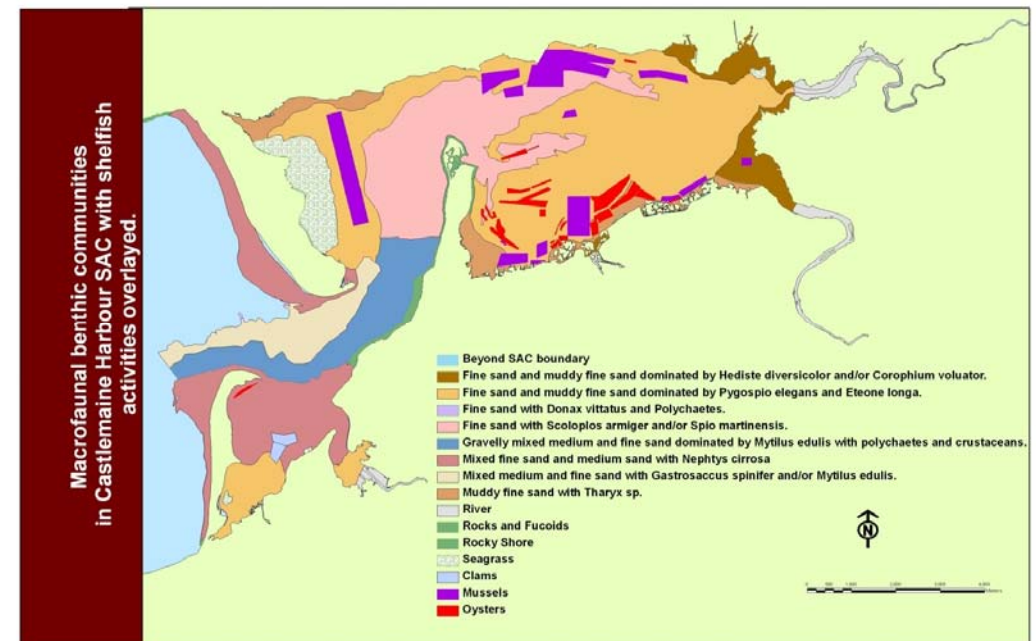 Macrofaunal benthic communities
in Castlemaine Harbour SAC with shelfish
activities overlayed.
Beyond SAC boundary
Fine sand and muddy fine sand dominated by Hediste diversicolor and/or Corophium voluator.
Fine sand and muddy fine sand dominated by Pygospio elegans and Eteone longa.
Fine sand with Donax vittatus and Polychaetes.
Fine sand with Scoloplos armiger and/or Spio martinensis.
Gravelly mixed medium and fine sand dominated by Mytilus edulis with polychaetes and crustaceans.
Mixed fine sand and medium sand with Nephtys cirrosa
Mixed medium and fine sand with Gastrosaccus spinifer and/or Mytilus edulis.
Muddy fine sand with Tharyx sp.
River
Rocks and Fucoids
Rocky Shore
Seagrass
Clams
Mussels
Oysters
N